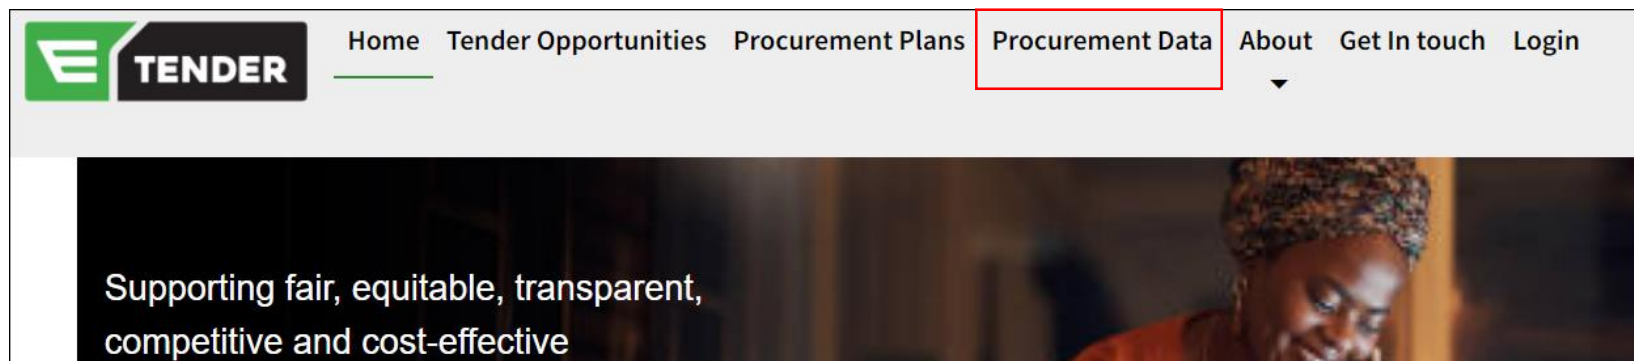 TENDER
Home Tender Opportunities Procurement Plans Procurement Data About Get In touch Login
Supporting fair, equitable, transparent,
competitive and cost-effective